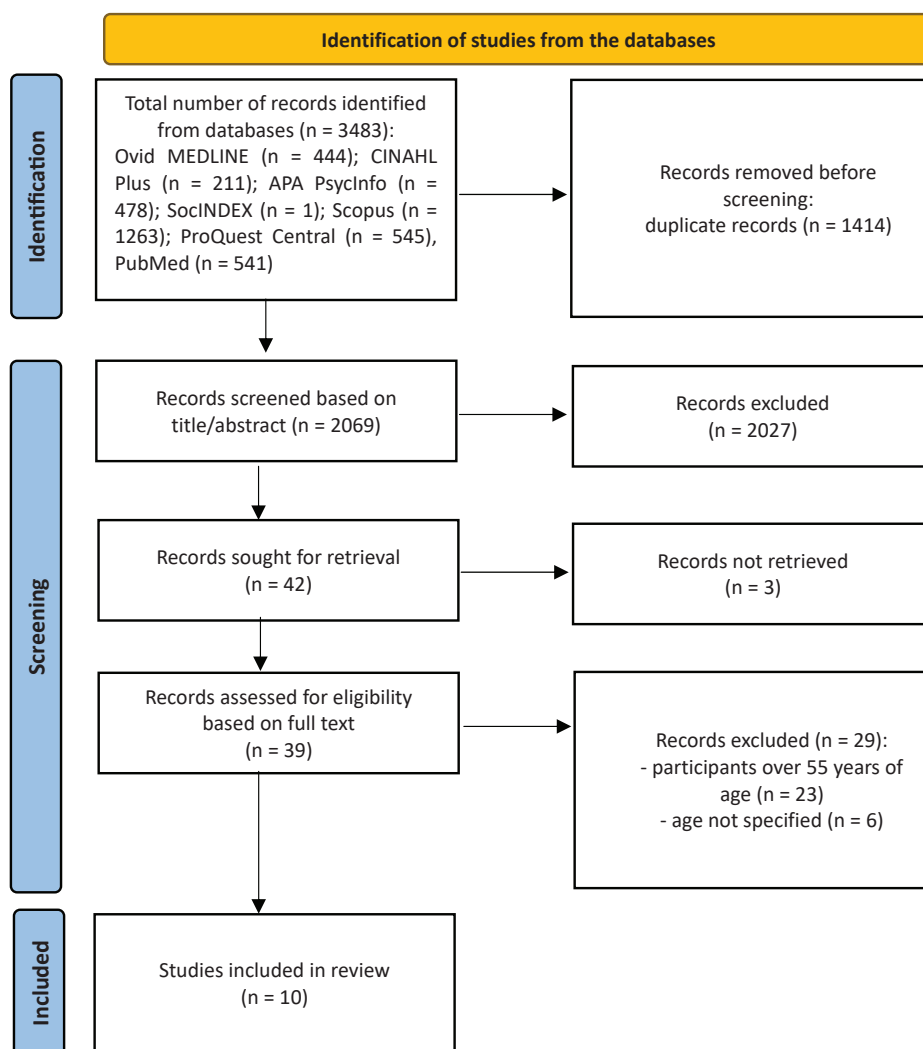 Identification of studies from the databases
Identification
Total number of records identified
from databases (n = 3483):
Ovid MEDLINE (n = 444); CINAHL
Plus (n = 211); APA PsycInfo (n =
478); SocINDEX (n = 1); Scopus (n =
1263); ProQuest Central (n = 545),
PubMed (n = 541)
Records removed before
screening:
duplicate records (n = 1414)
Screening
Records screened based on
title/abstract (n = 2069)
Records excluded
(n = 2027)
Records sought for retrieval
(n = 42)
Records not retrieved
(n = 3)
Records assessed for eligibility
based on full text
(n = 39)
Records excluded (n = 29):
- participants over 55 years of
age (n = 23)
- age not specified (n = 6)
Included
Studies included in review
(n = 10)